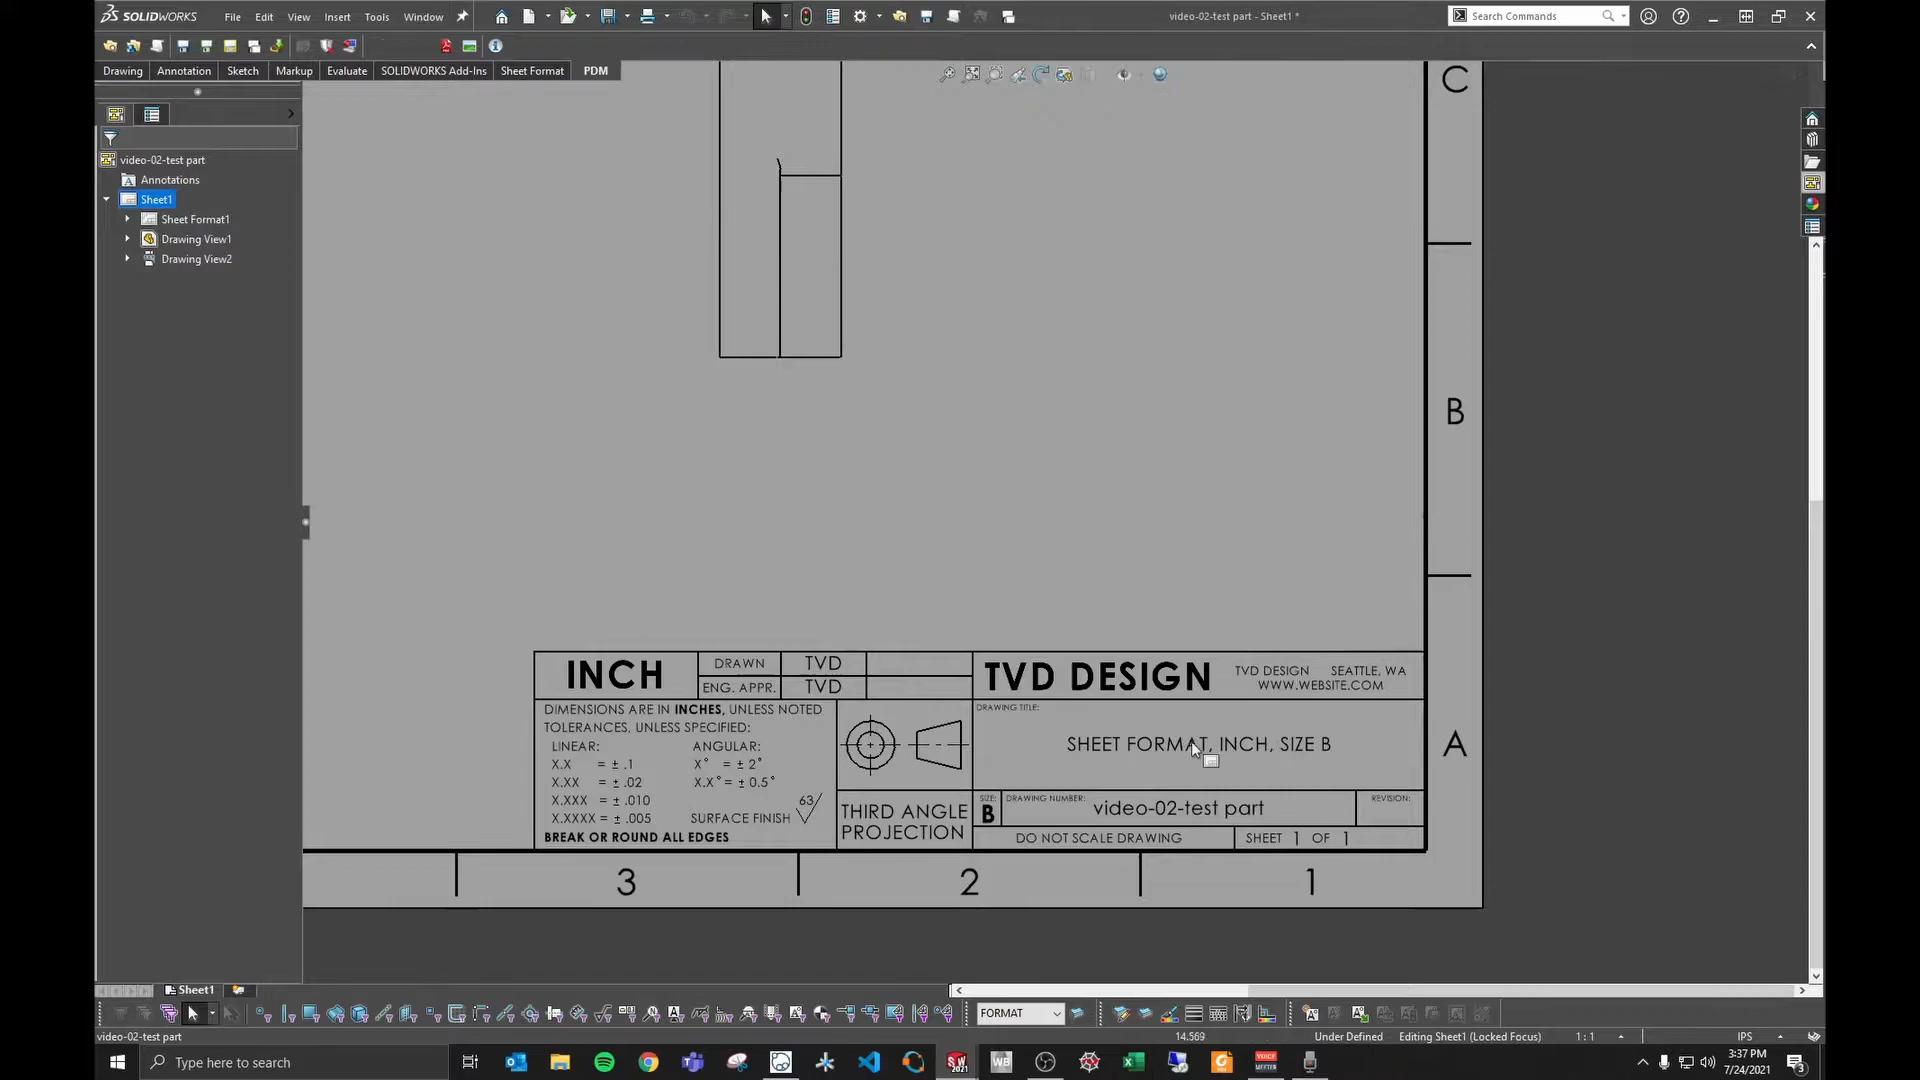 SOLIDWORKS File Edit View Insert Tools Window video-02-test part - Sheet1 * Search Commands
Drawing Annotation Sketch Markup Evaluate SOLIDWORKS Add-Ins Sheet Format PDM
video-02-test part
Annotations
Sheet1
Sheet Format1
Drawing View1
Drawing View2
C
B
A
INCH
DRAWN TVD
ENG. APPR. TVD
DIMENSIONS ARE IN INCHES, UNLESS NOTED
TOLERANCES, UNLESS SPECIFIED:
LINEAR: ANGULAR:
X.X = ± .1 X° = ± 2°
X.XX = ± .02 X.X° = ± 0.5°
X.XXX = ± .010
X.XXXX = ± .005 SURFACE FINISH 63
BREAK OR ROUND ALL EDGES
THIRD ANGLE
PROJECTION
TVD DESIGN
TVD DESIGN SEATTLE, WA
WWW.WEBSITE.COM
DRAWING TITLE:
SHEET FORMAT, INCH, SIZE B
SIZE: B
DRAWING NUMBER: video-02-test part
REVISION:
DO NOT SCALE DRAWING SHEET 1 OF 1
3 2 1
Sheet1
FORMAT
video-02-test part 14.569 Under Defined Editing Sheet1 (Locked Focus) 1 : 1 IPS
Type here to search
3:37 PM
7/24/2021